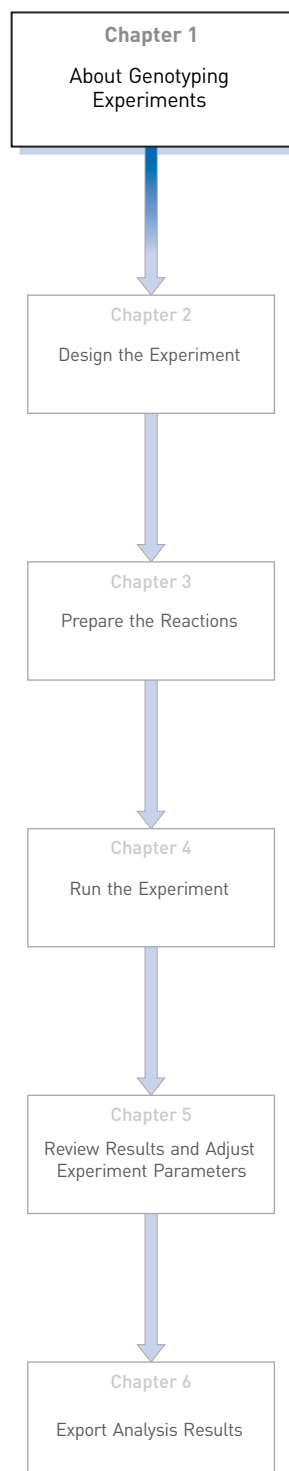 Chapter 1
About Genotyping
Experiments
Chapter 2
Design the Experiment
Chapter 3
Prepare the Reactions
Chapter 4
Run the Experiment
Chapter 5
Review Results and Adjust
Experiment Parameters
Chapter 6
Export Analysis Results